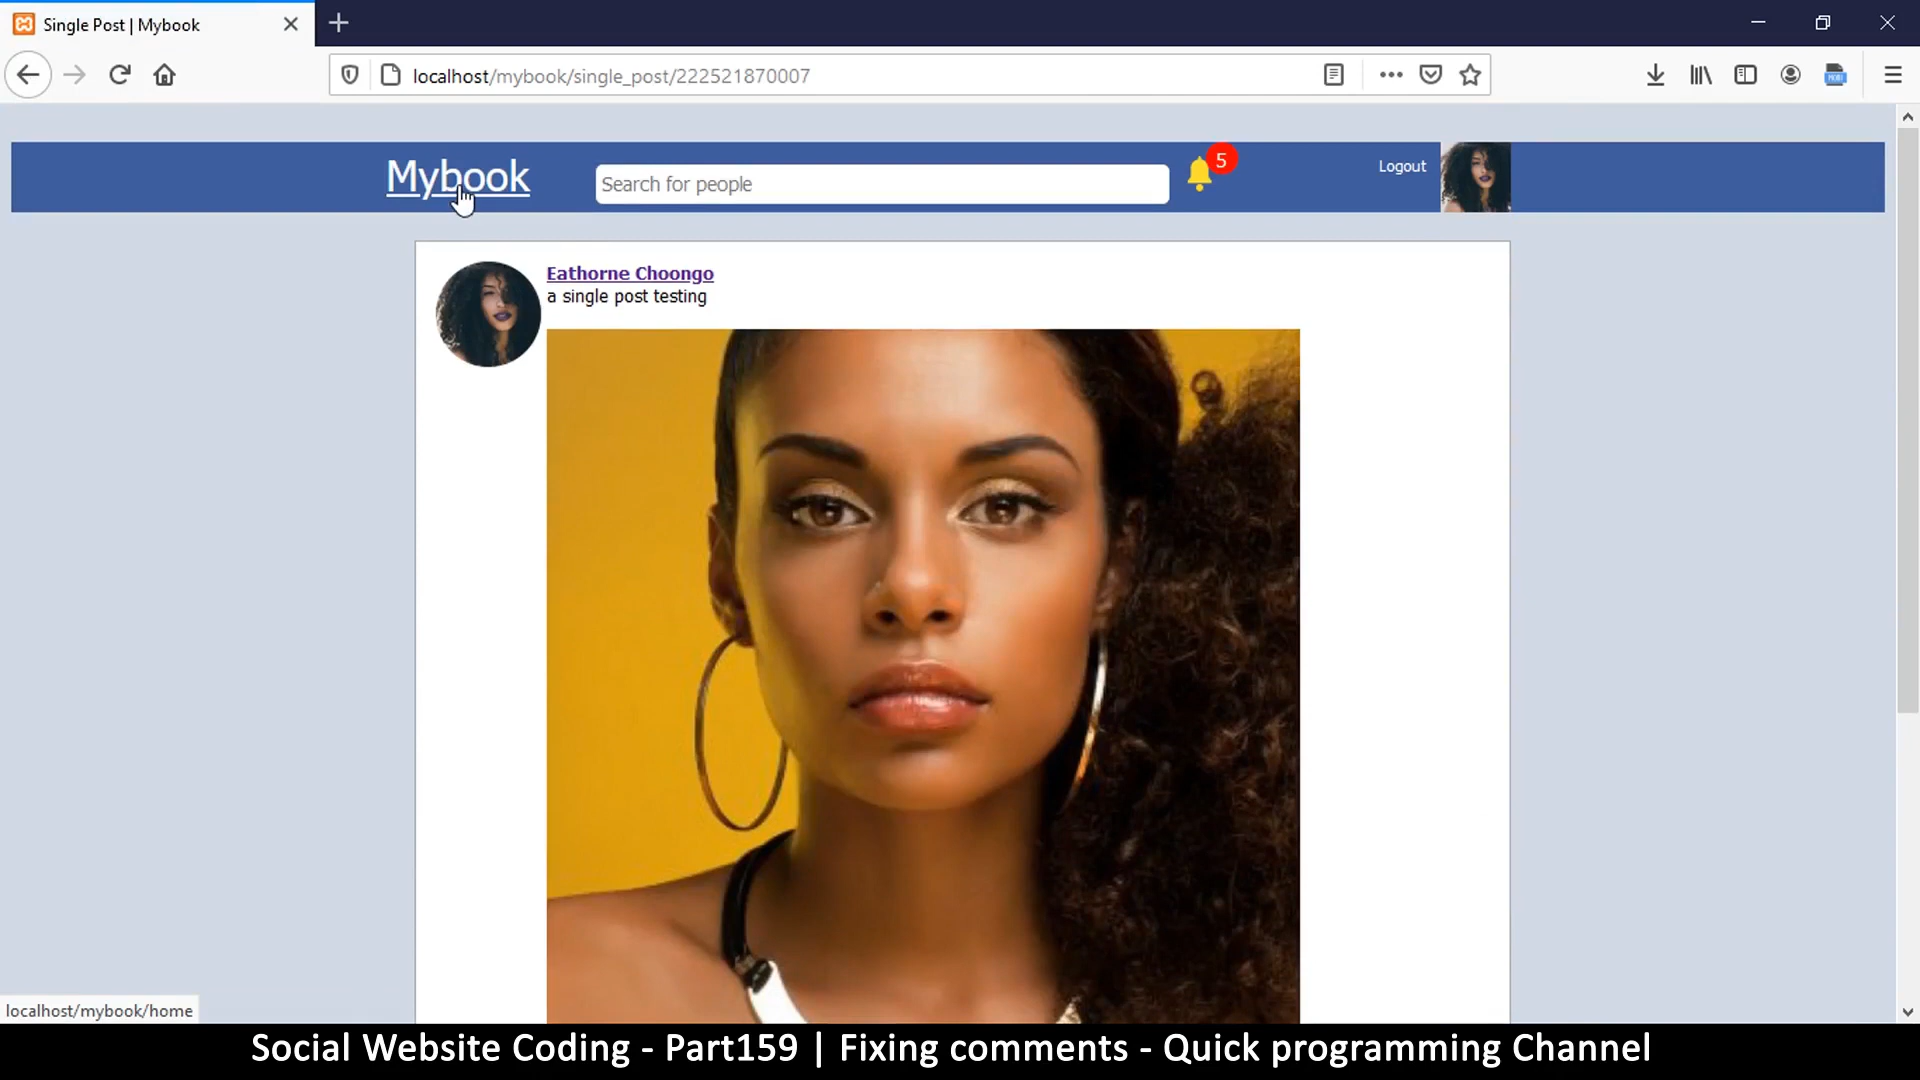 Single Post | Mybook
localhost/mybook/single_post/222521870007
Mybook
Search for people
5
Logout
Eathorne Choongo
a single post testing
localhost/mybook/home
Social Website Coding - Part159 | Fixing comments - Quick programming Channel